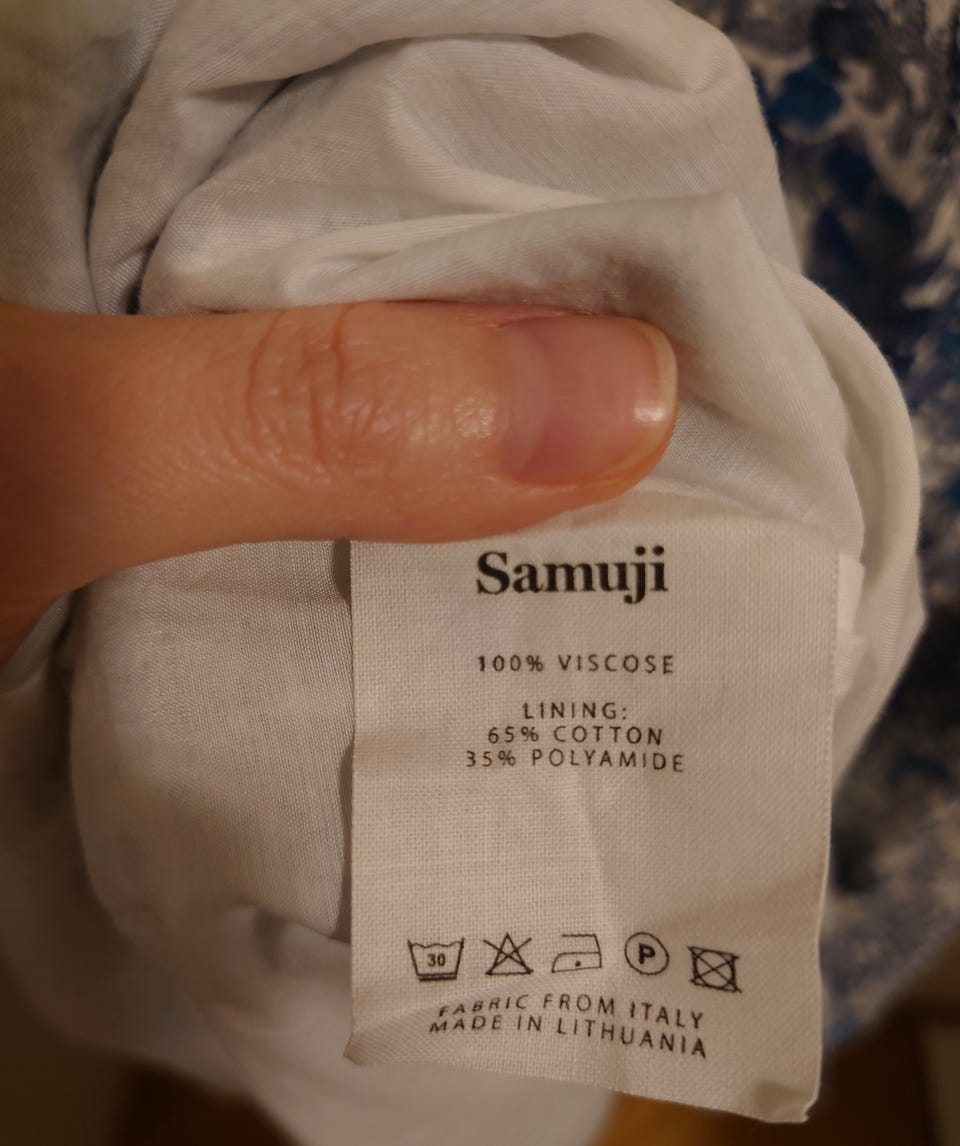 Samuji
100% VISCOSE
LINING:
65% COTTON
35% POLYAMIDE
30 P
FABRIC FROM ITALY
MADE IN LITHUANIA